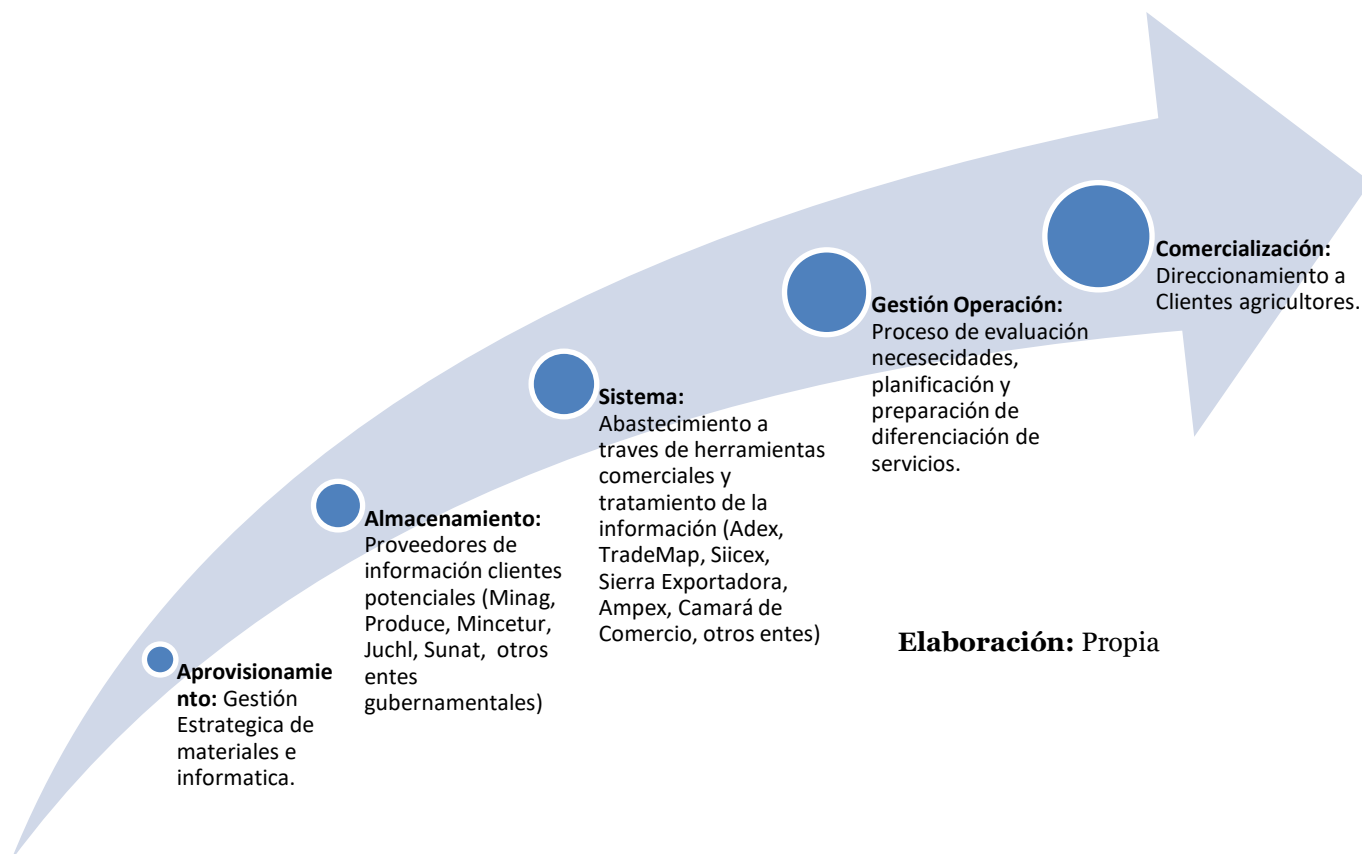 Aprovisionamie
nto: Gestión
Estrategica de
materiales e
informatica.
Almacenamiento:
Proveedores de
información clientes
potenciales (Minag,
Produce, Mincetur,
Juchl, Sunat,  otros
entes
gubernamentales)
Sistema:
Abastecimiento a
traves de herramientas
comerciales y
tratamiento de la
información (Adex,
TradeMap, Siicex,
Sierra Exportadora,
Ampex, Camará de
Comercio, otros entes)
Gestión Operación:
Proceso de evaluación
necesecidades,
planificación y
preparación de
diferenciación de
servicios.
Comercialización:
Direccionamiento a
Clientes agricultores.
Elaboración: Propia